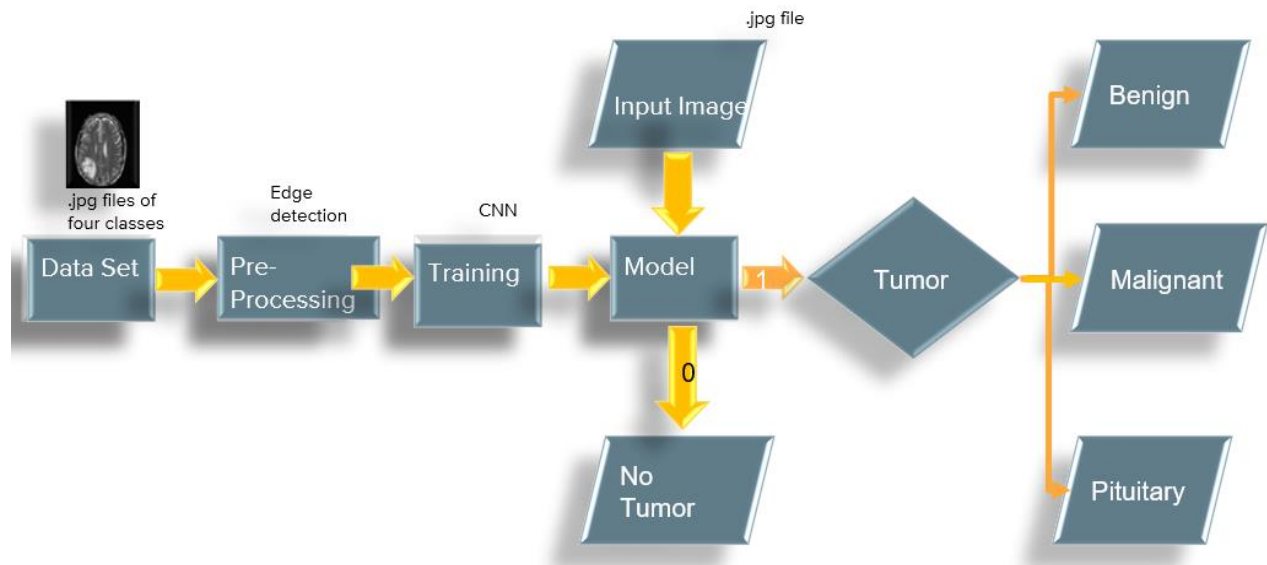 .jpg file
Input Image
.jpg files of
four classes
Data Set
Edge
detection
Pre-
Processing
CNN
Training
Model
1
0
No
Tumor
Tumor
Benign
Malignant
Pituitary